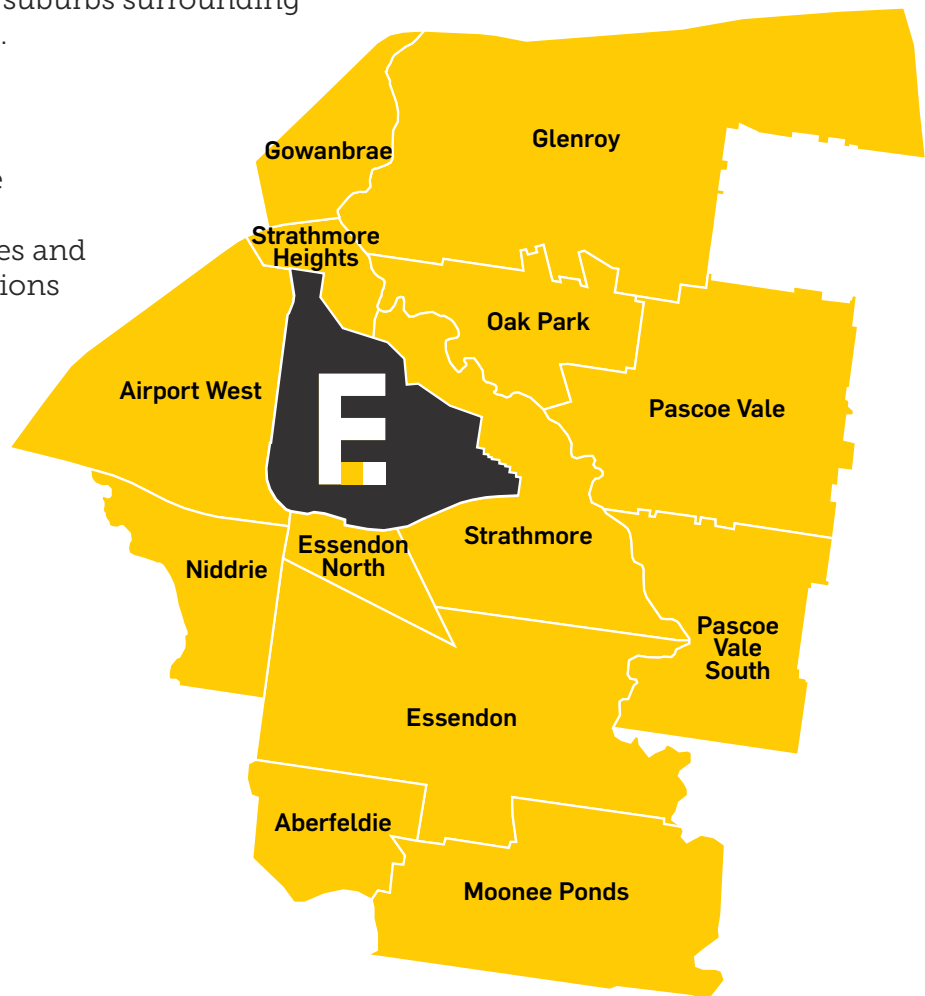 suburbs surrounding
.
e
es and
ions
Gowanbrae
Glenroy
Strathmore
Heights
Oak Park
Airport West
Pascoe Vale
E
Strathmore
Essendon
North
Niddrie
Pascoe
Vale
South
Essendon
Aberfeldie
Moonee Ponds